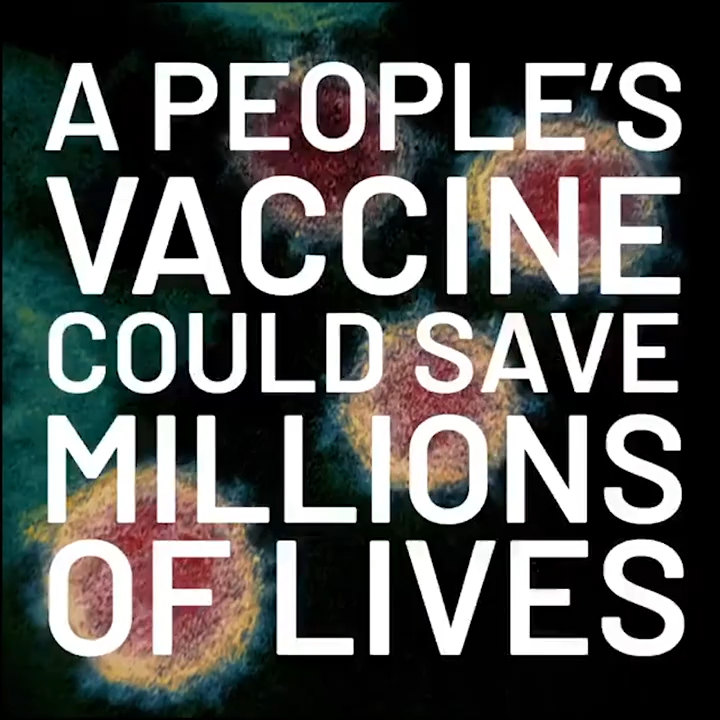 A PEOPLE’S
VACCINE
COULD SAVE
MILLIONS
OF LIVES